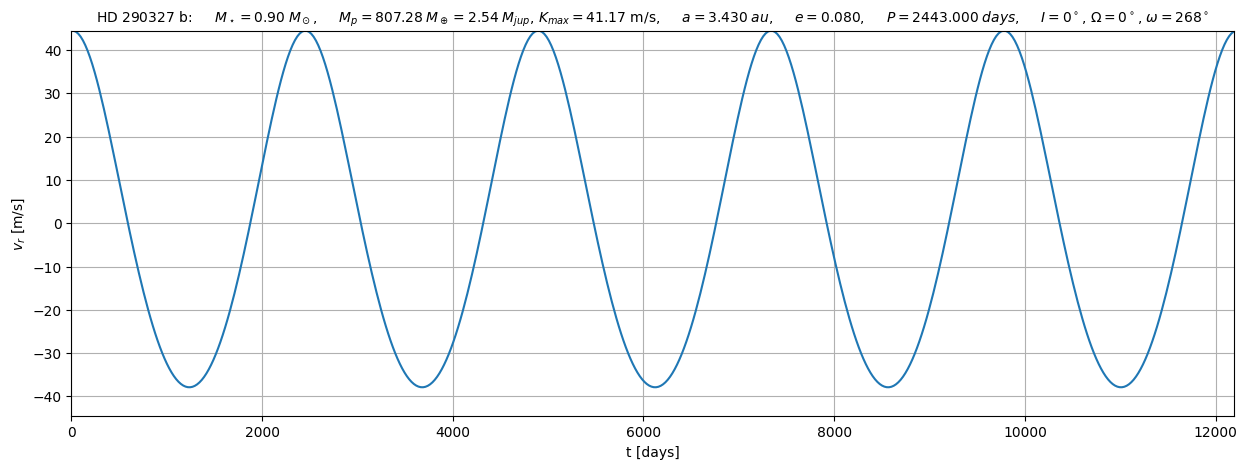 HD 290327 b: M⋆ = 0.90 M⊙, Mp = 807.28 M⊕ = 2.54 Mjup, Kmax = 41.17 m/s, a = 3.430 au, e = 0.080, P = 2443.000 days, I = 0°, Ω = 0°, ω = 268°
40
30
20
10
0
−10
−20
−30
−40
vr [m/s]
0 2000 4000 6000 8000 10000 12000
t [days]